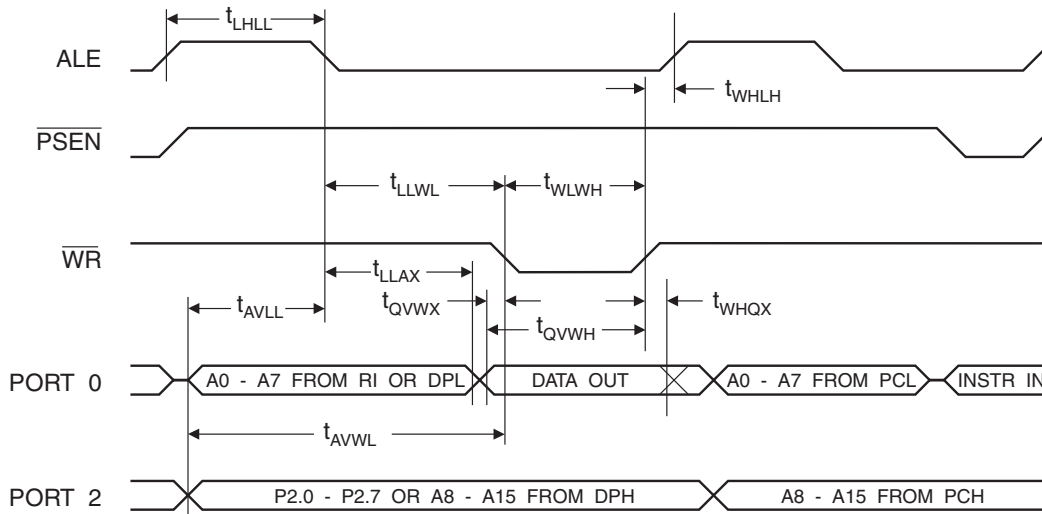 tLHLL
ALE
tWHLH
PSEN
tLLWL
tWLWH
WR
tLLAX
tQVWX
tWHQX
tAVLL
tQVWH
PORT 0
A0 - A7 FROM RI OR DPL
DATA OUT
A0 - A7 FROM PCL
INSTR IN
tAVWL
PORT 2
P2.0 - P2.7 OR A8 - A15 FROM DPH
A8 - A15 FROM PCH